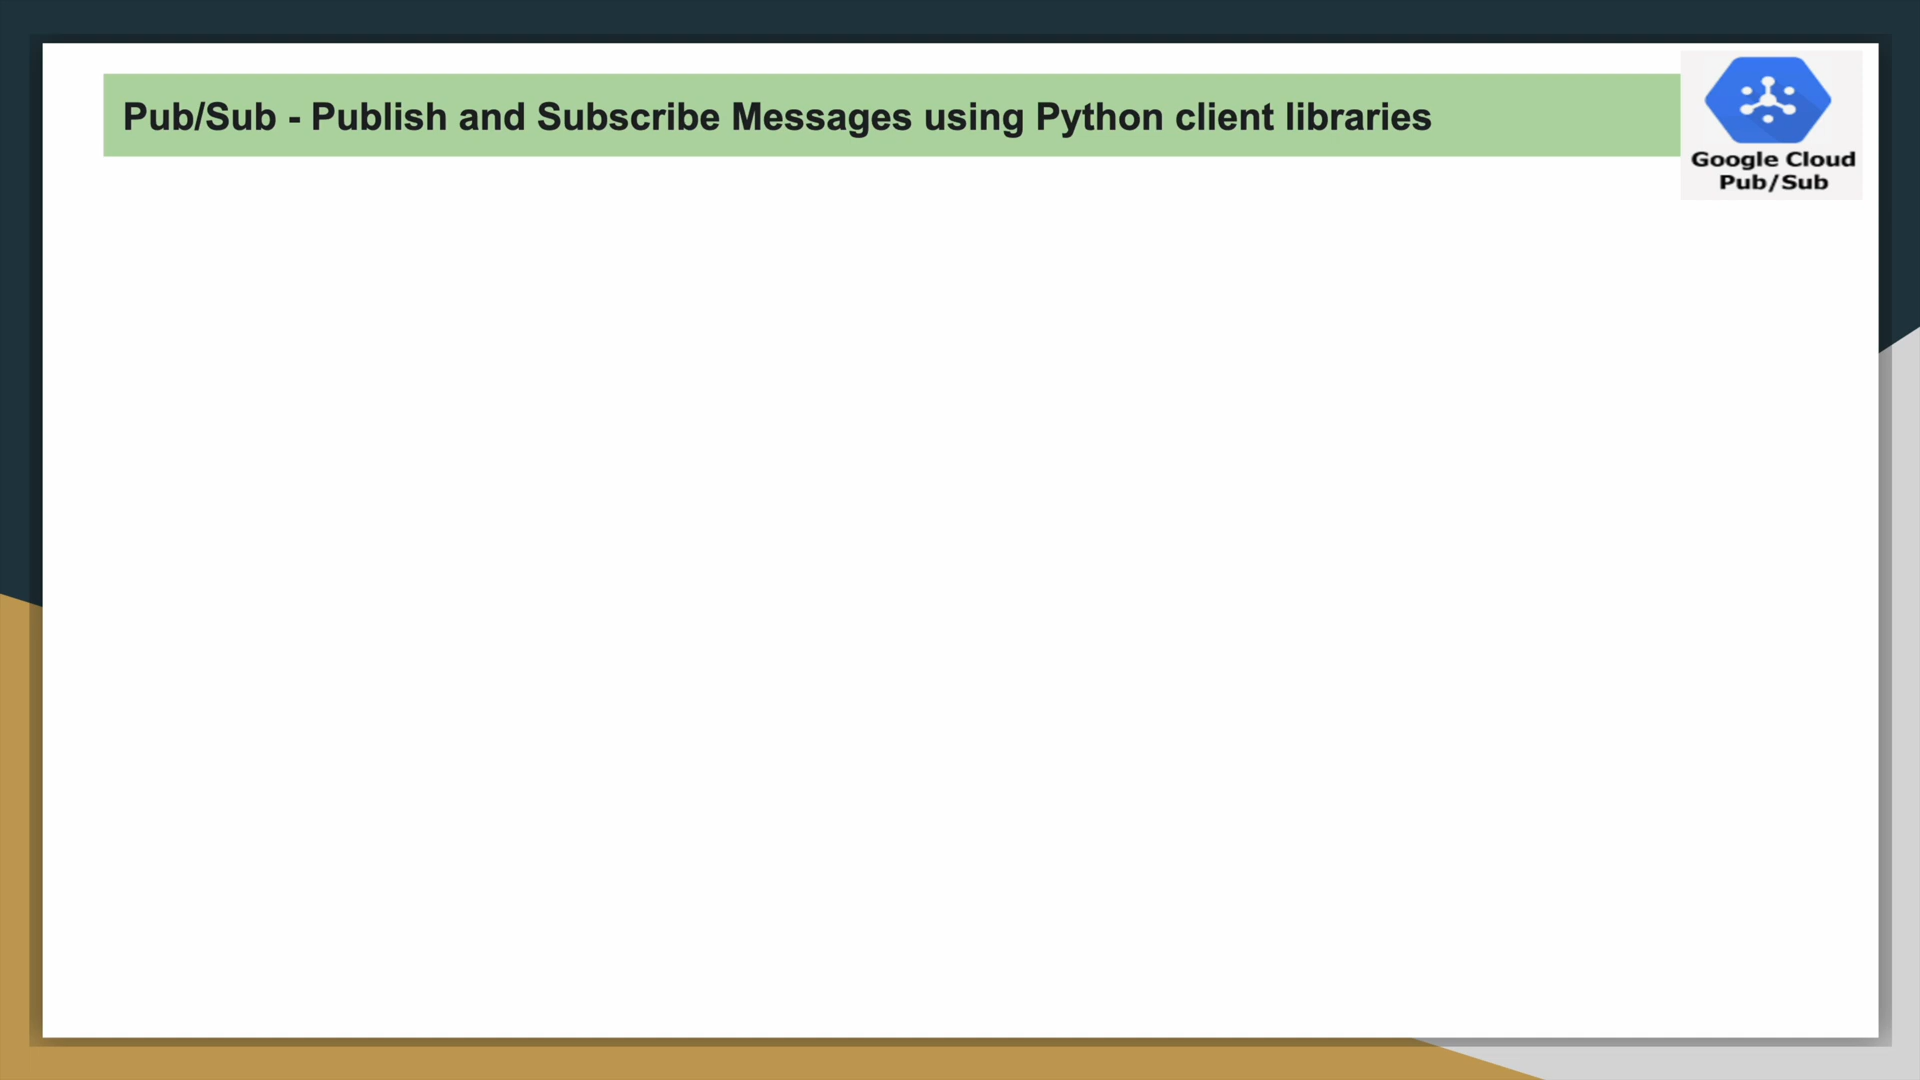 Pub/Sub - Publish and Subscribe Messages using Python client libraries
Google Cloud
Pub/Sub